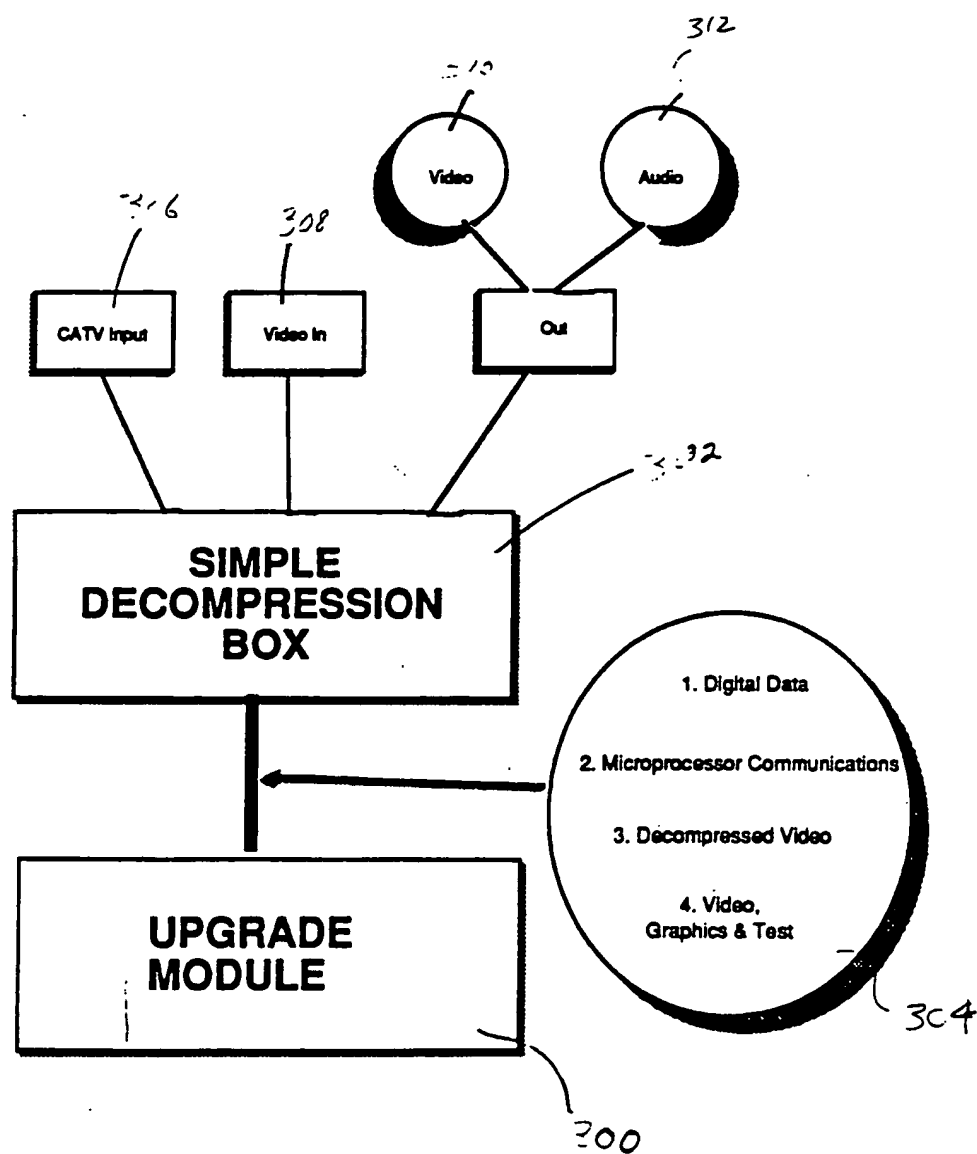 312
Video
Audio
308
CATV Input
Video In
Out
SIMPLE
DECOMPRESSION
BOX
1. Digital Data
2. Microprocessor Communications
3. Decompressed Video
4. Video,
Graphics & Test
UPGRADE
MODULE
304
300